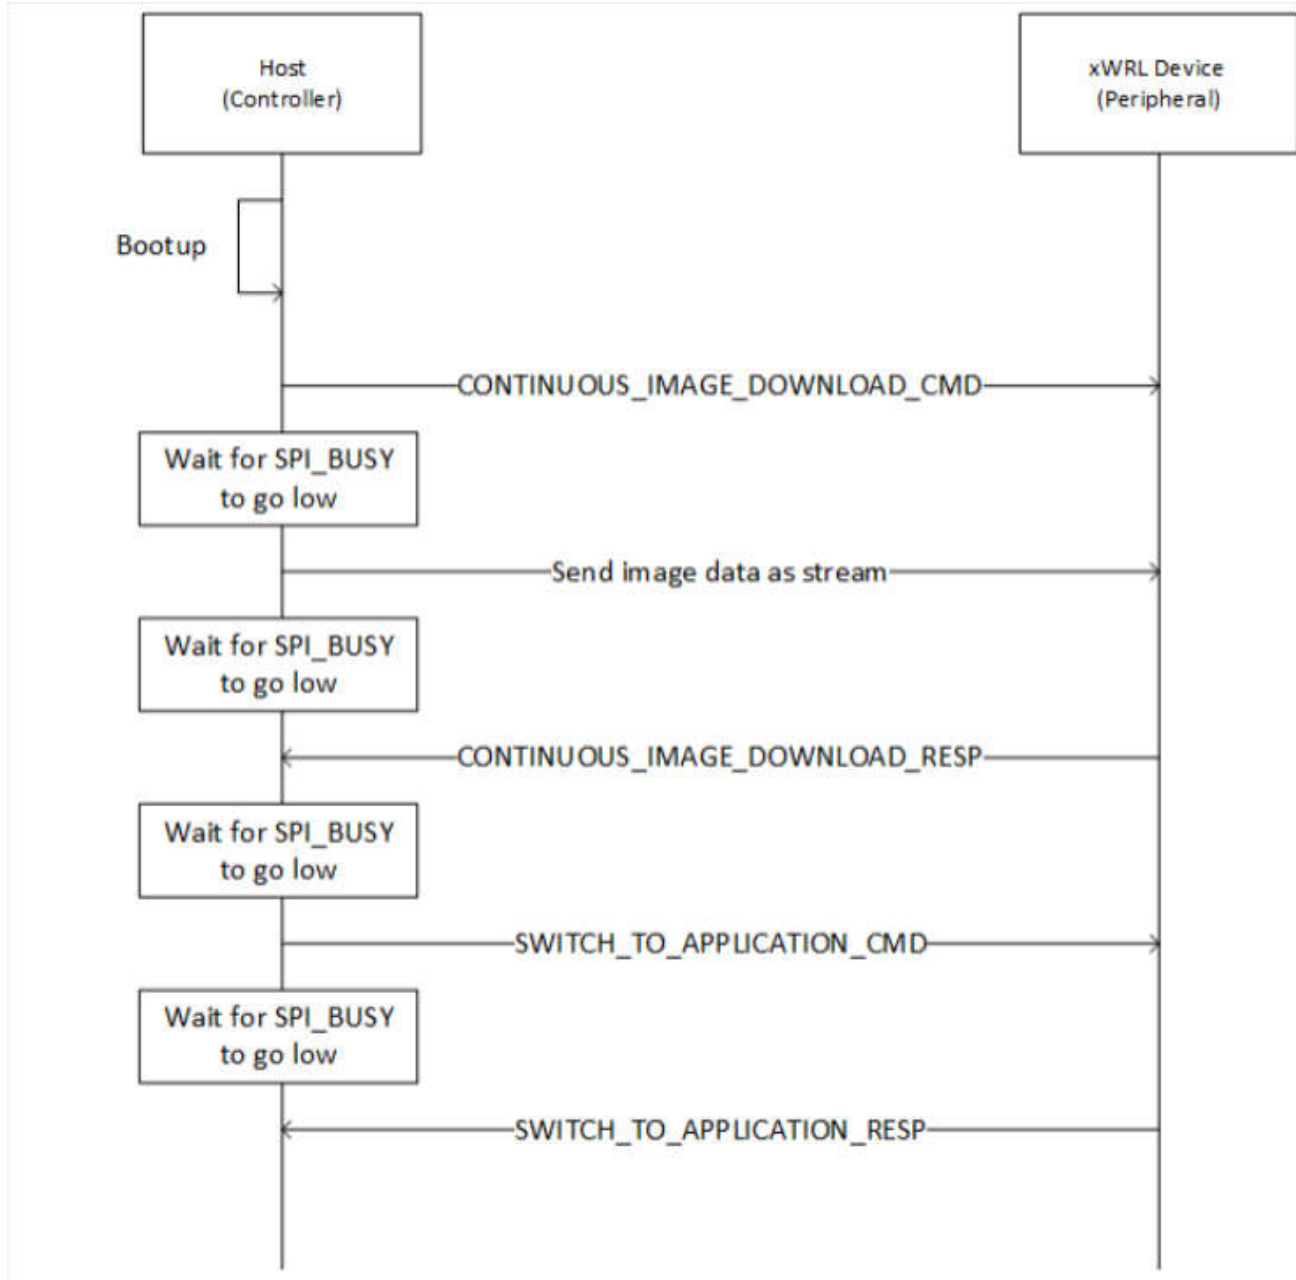 Host
(Controller)
xWRL Device
(Peripheral)
Bootup
CONTINUOUS_IMAGE_DOWNLOAD_CMD
Wait for SPI_BUSY
to go low
Send image data as stream
Wait for SPI_BUSY
to go low
CONTINUOUS_IMAGE_DOWNLOAD_RESP
Wait for SPI_BUSY
to go low
SWITCH_TO_APPLICATION_CMD
Wait for SPI_BUSY
to go low
SWITCH_TO_APPLICATION_RESP